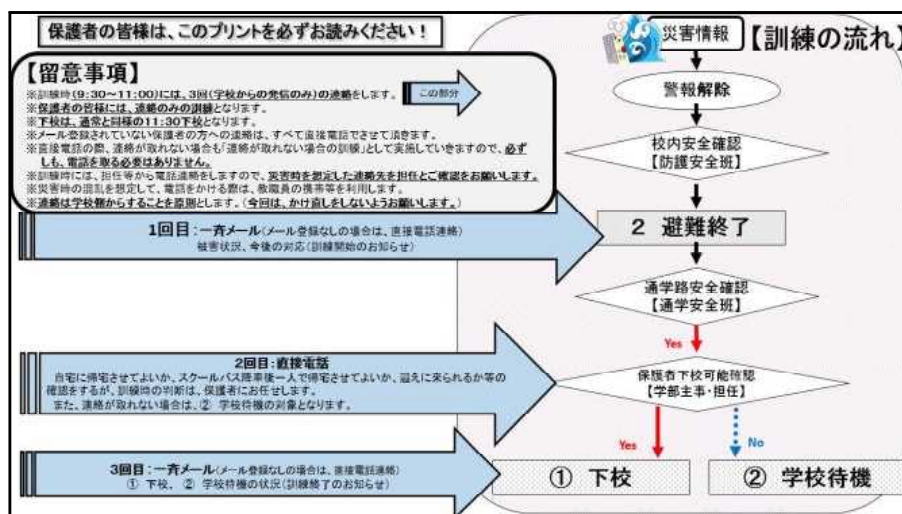 保護者の皆様は、このプリントを必ずお読みください！
【留意事項】
※訓練時(9:30～11:00)には、3回(学校からの発信のみ)の連絡をします。
※保護者の皆様には、連絡のみの訓練となります。
※下校は、通常と同様の11:30下校となります。
※メール登録されていない保護者の方への連絡は、すべて直接電話でさせて頂きます。
※直接電話の際、連絡が取れない場合も「連絡が取れない場合の訓練」として実施していきますので、必ず
しも、電話を取る必要はありません。
※訓練時には、担任等から電話連絡をしますので、災害時を想定した連絡先を担任とご確認をお願いします。
※災害時の混乱を想定して、電話をかける際は、教職員の携帯等を利用します。
※連絡は学校側からすることを原則とします。(今回は、かけ直しをしないようお願いします。)
この部分
1回目：一斉メール(メール登録なしの場合は、直接電話連絡)
被害状況、今後の対応(訓練開始のお知らせ)
2回目：直接電話
自宅に帰宅させてよいか、スクールバス降車後一人で帰宅させてよいか、迎えに来られるか等の
確認をするが、訓練時の判断は、保護者にお任せします。
また、連絡が取れない場合は、② 学校待機の対象となります。
3回目：一斉メール(メール登録なしの場合は、直接電話連絡)
① 下校、② 学校待機の状況(訓練終了のお知らせ)
災害情報
【訓練の流れ】
警報解除
校内安全確認
【防護安全班】
2 避難終了
通学路安全確認
【通学安全班】
Yes
保護者下校可能確認
【学部主事・担任】
Yes
No
① 下校
② 学校待機